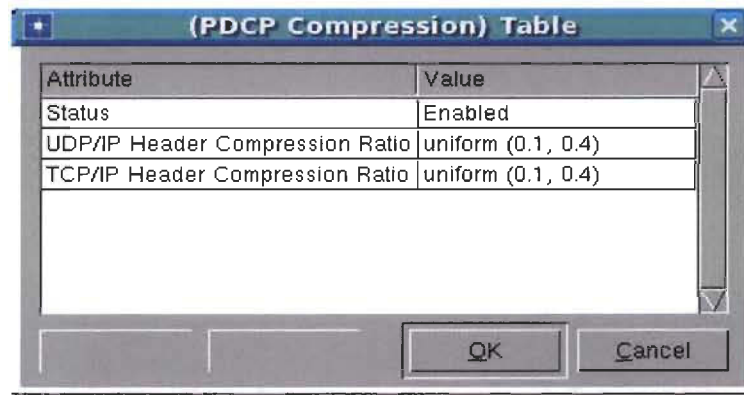 (PDCP Compression) Table
Attribute Value
Status Enabled
UDP/IP Header Compression Ratio uniform (0.1, 0.4)
TCP/IP Header Compression Ratio uniform (0.1, 0.4)
OK Cancel